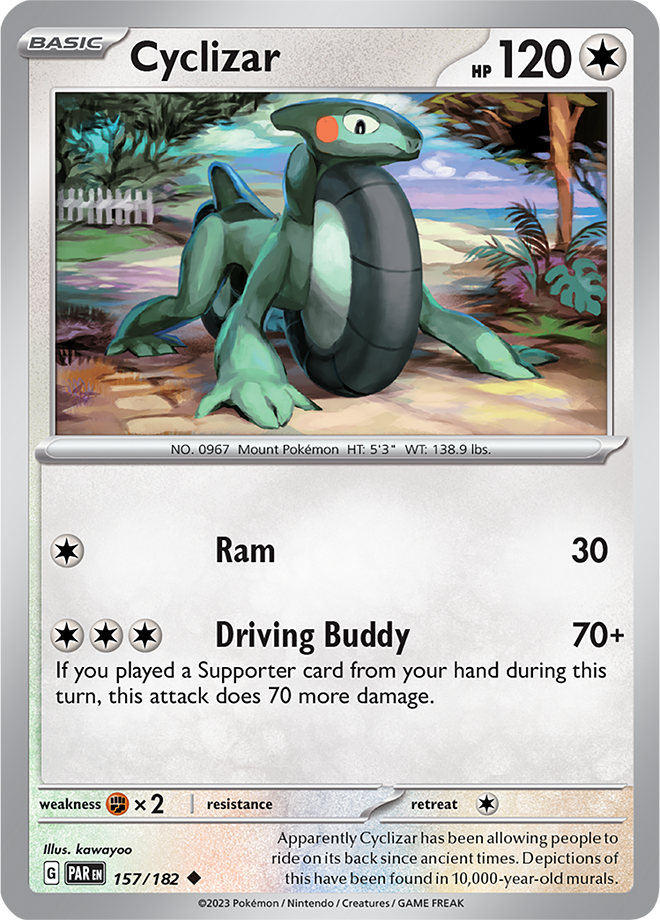 BASIC
Cyclizar
HP 120
NO. 0967 Mount Pokémon HT: 5'3" WT: 138.9 lbs.
Ram 30
Driving Buddy 70+
If you played a Supporter card from your hand during this
turn, this attack does 70 more damage.
weakness ×2 resistance retreat
Illus. kawayoo
Apparently Cyclizar has been allowing people to
ride on its back since ancient times. Depictions of
this have been found in 10,000-year-old murals.
G PAR EN 157/182
©2023 Pokémon / Nintendo / Creatures / GAME FREAK